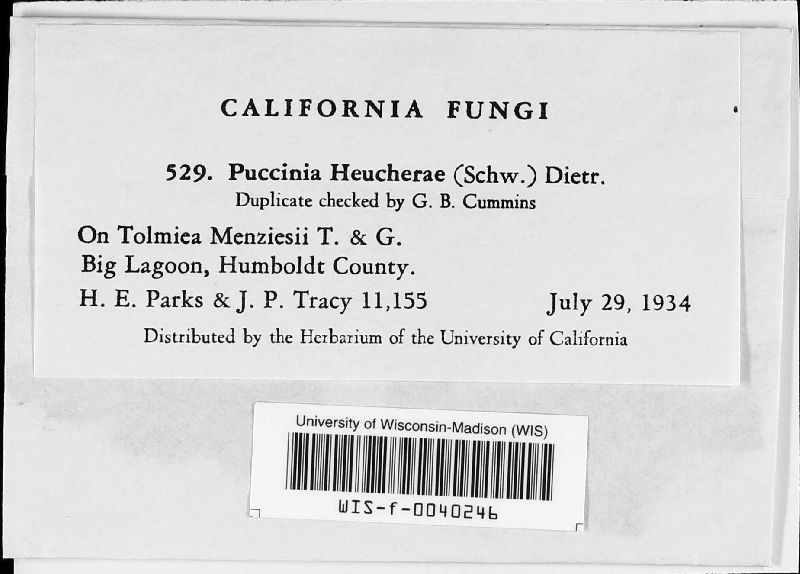 CALIFORNIA FUNGI
529. Puccinia Heucherae (Schw.) Dietr.
Duplicate checked by G. B. Cummins
On Tolmiea Menziesii T. & G.
Big Lagoon, Humboldt County.
H. E. Parks & J. P. Tracy 11,155 July 29, 1934
Distributed by the Herbarium of the University of California
University of Wisconsin-Madison (WIS)
WIS-f-0040246